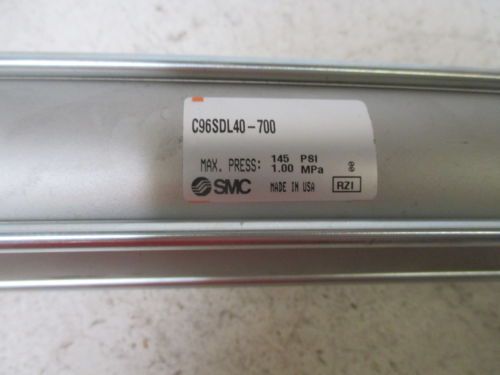 C96SDL40-700
MAX. PRESS: 145 PSI
1.00 MPa
SMC MADE IN USA RZI